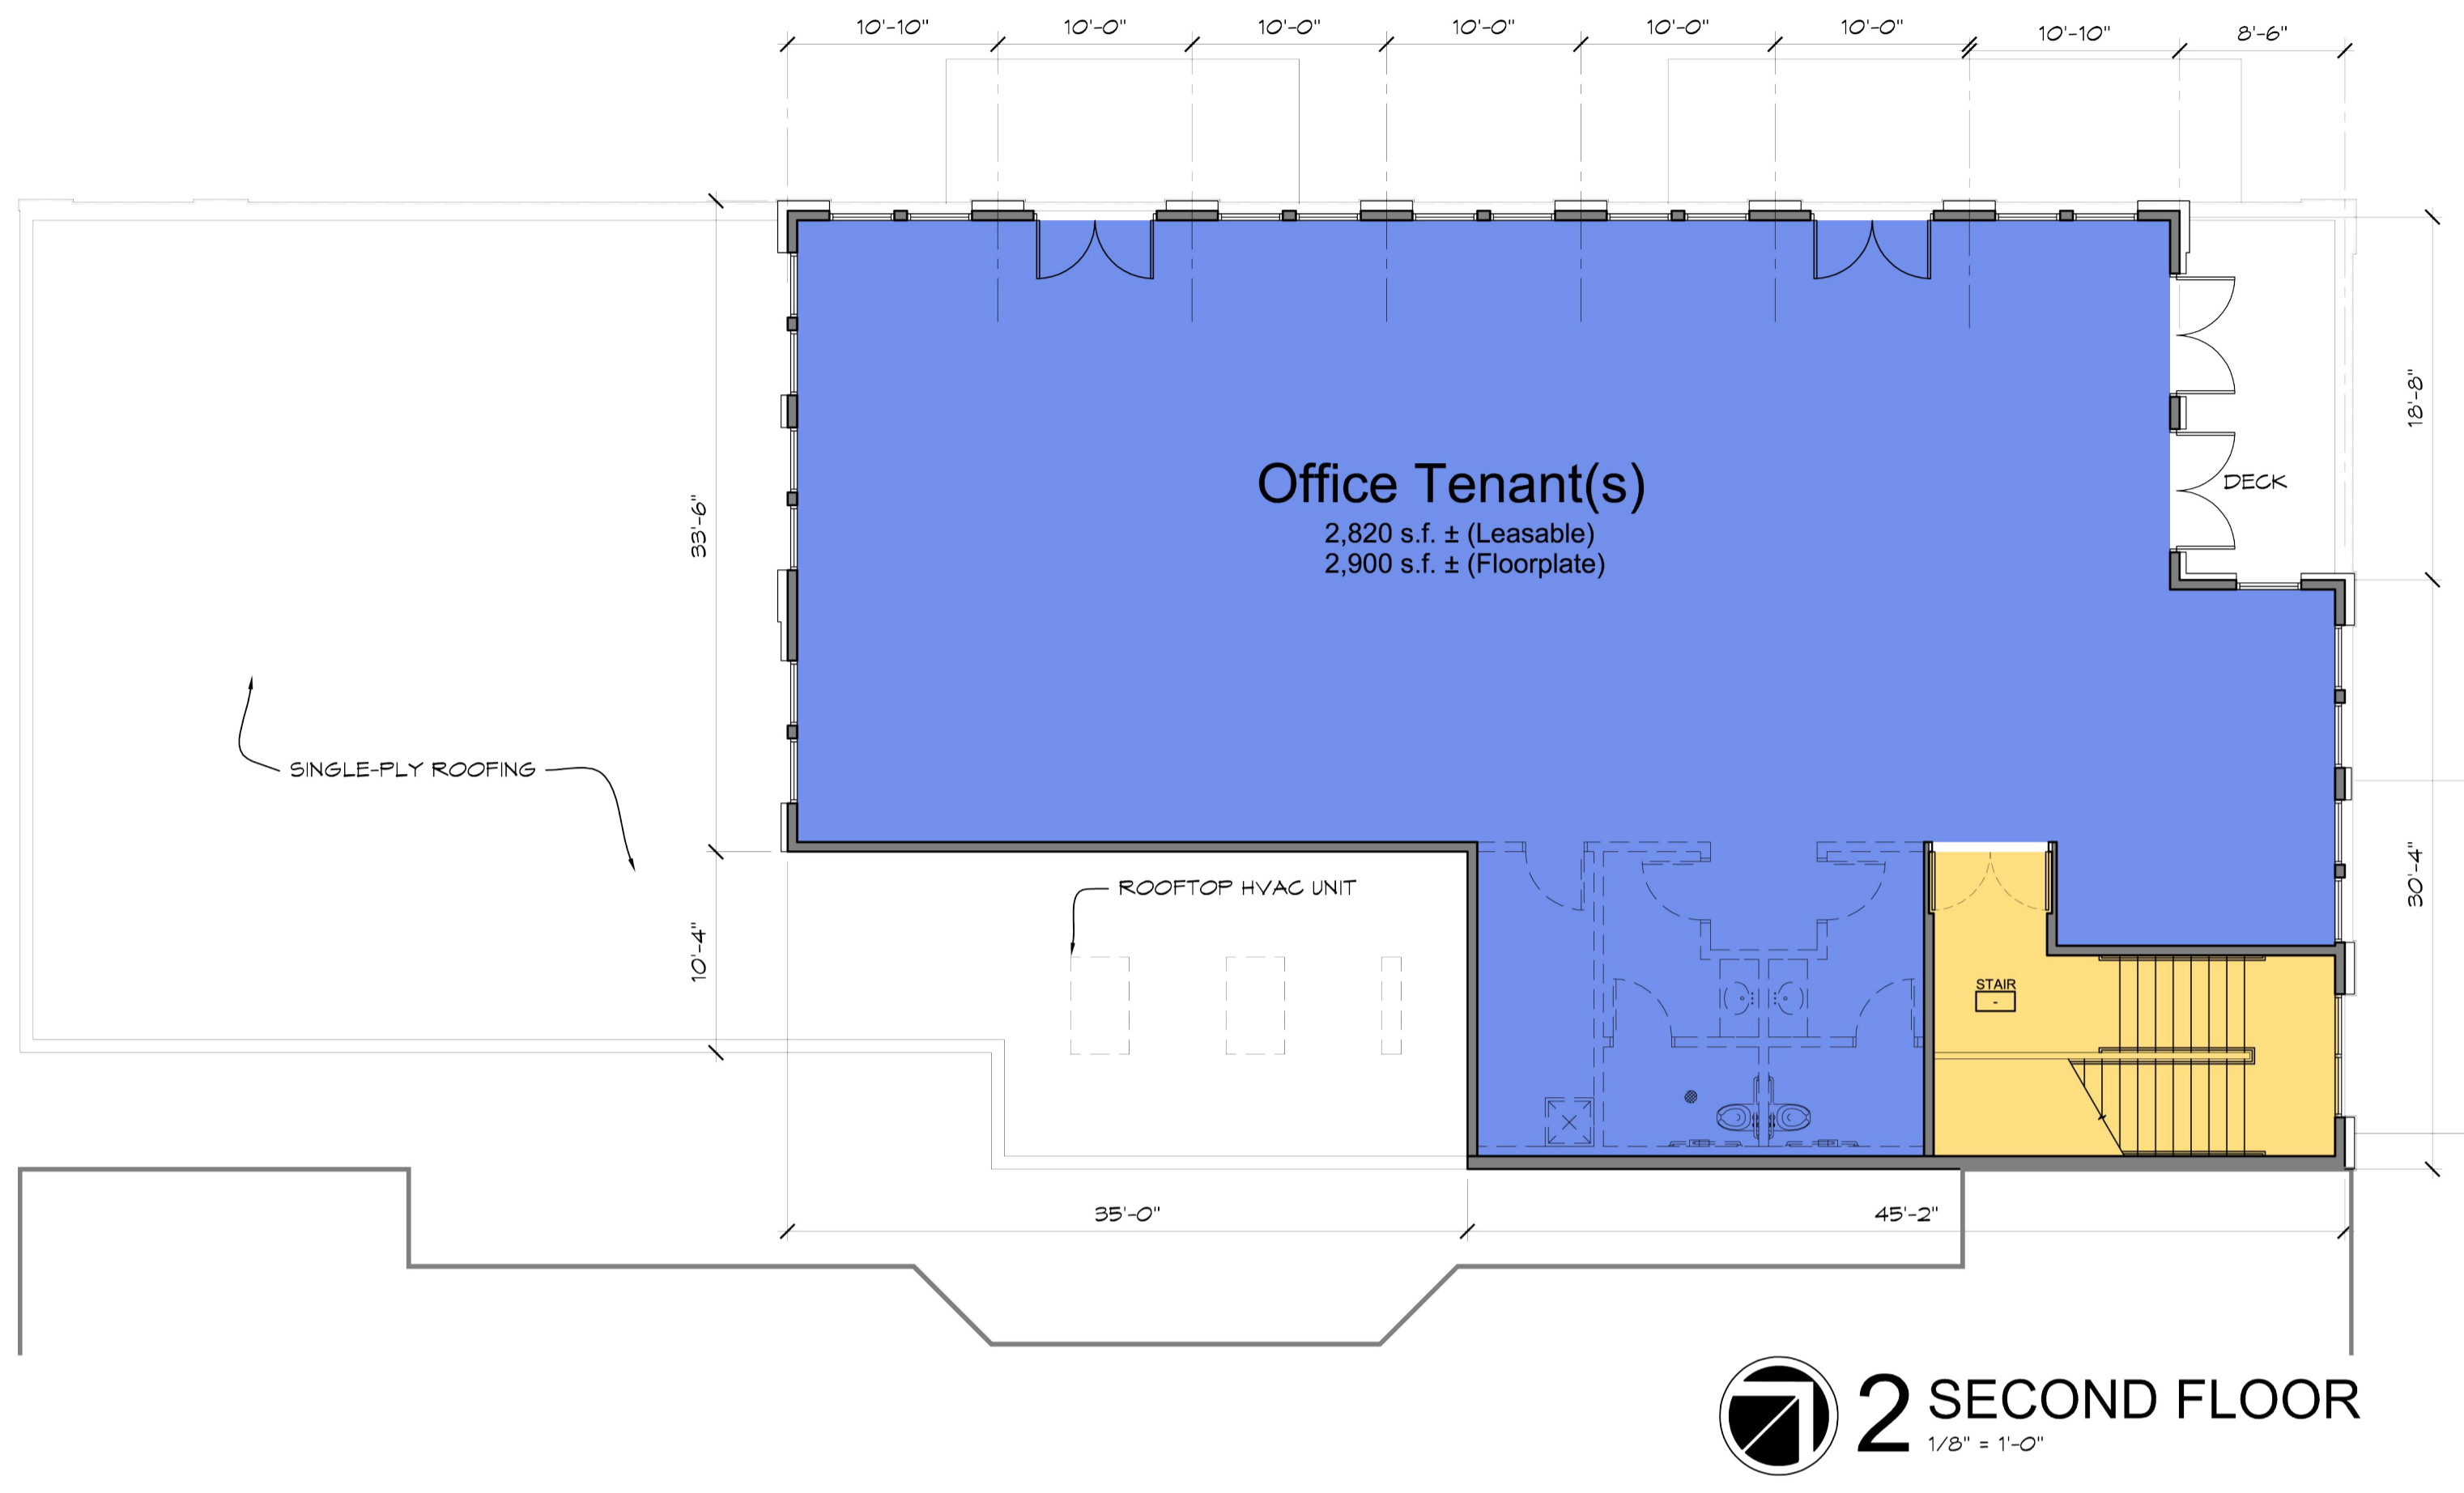 10'-10"
10'-0"
10'-0"
10'-0"
10'-0"
10'-0"
10'-10"
8'-6"
18'-8"
33'-6"
Office Tenant(s)
2,820 s.f. ± (Leasable)
2,900 s.f. ± (Floorplate)
DECK
SINGLE-PLY ROOFING
ROOFTOP HVAC UNIT
10'-4"
30'-4"
STAIR
-
35'-0"
45'-2"
2 SECOND FLOOR
1/8" = 1'-0"